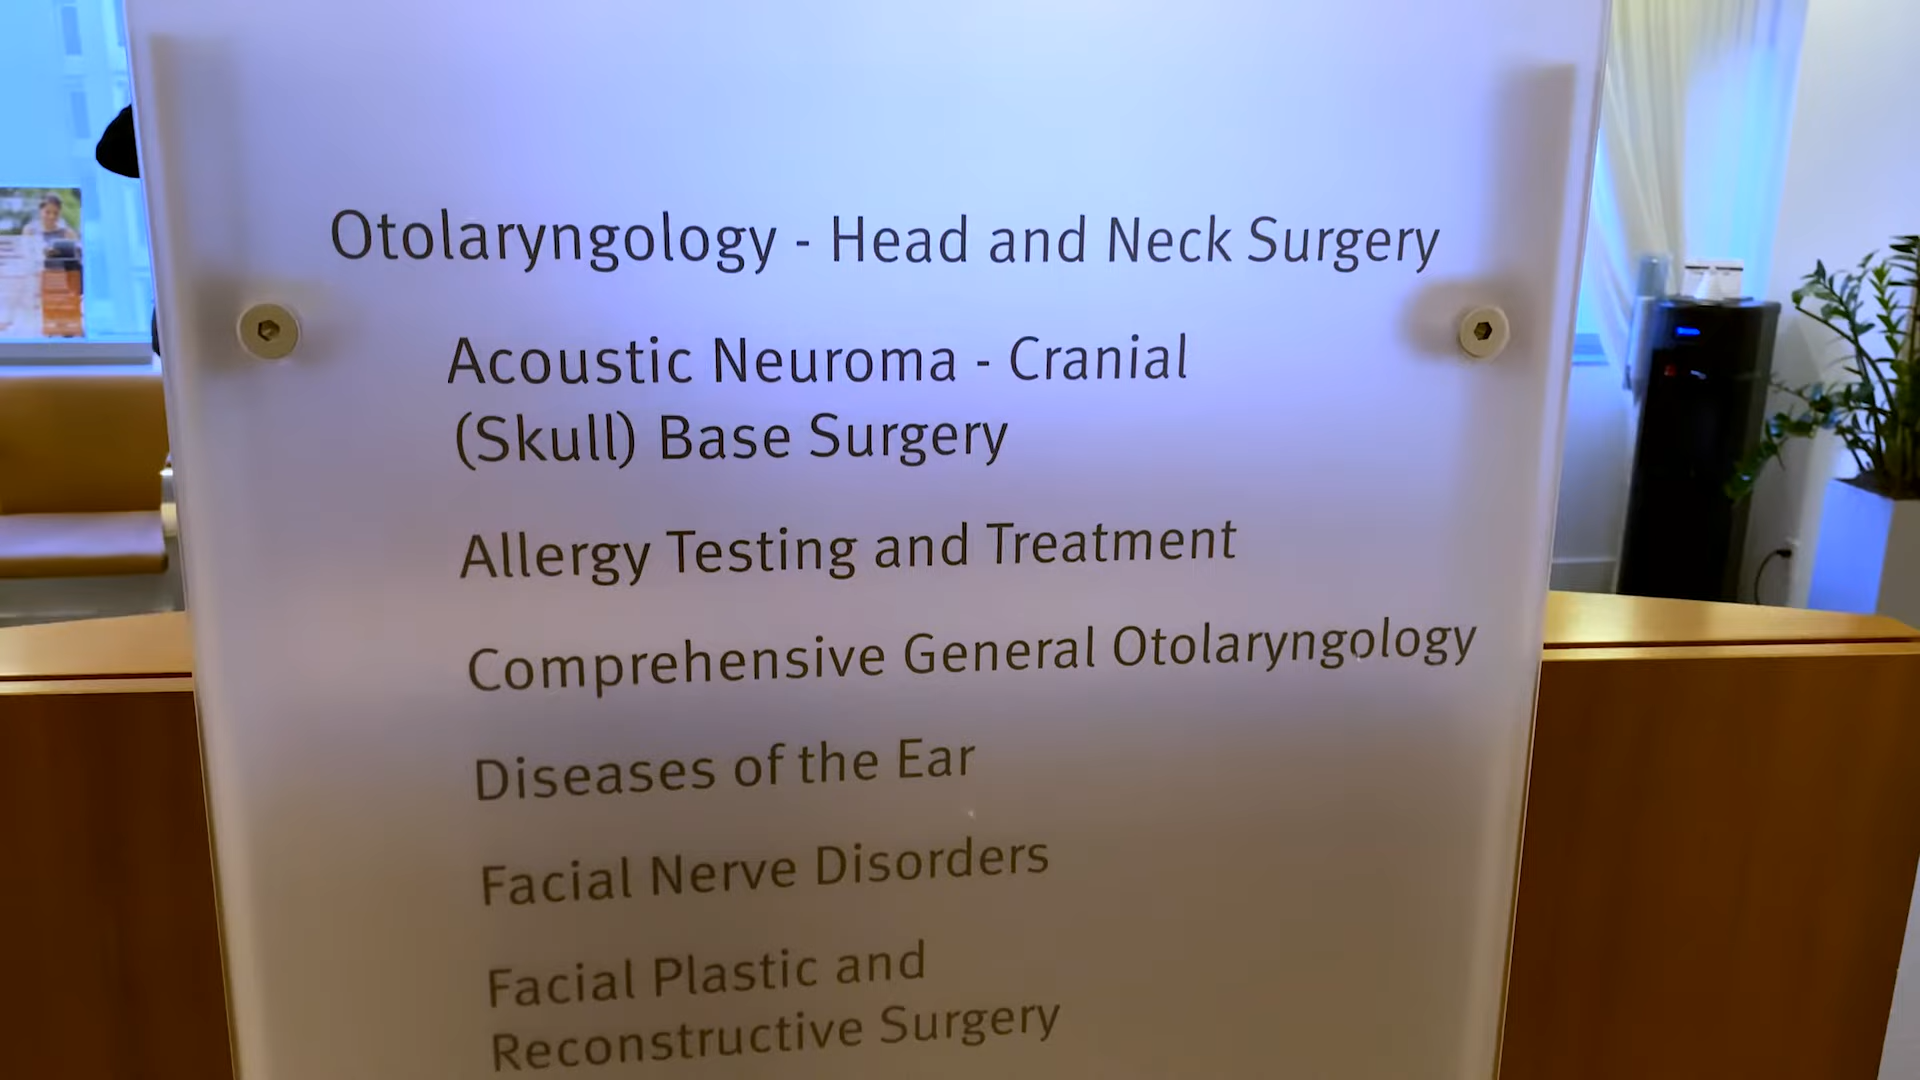 Otolaryngology - Head and Neck Surgery
Acoustic Neuroma - Cranial
(Skull) Base Surgery
Allergy Testing and Treatment
Comprehensive General Otolaryngology
Diseases of the Ear
Facial Nerve Disorders
Facial Plastic and
Reconstructive Surgery